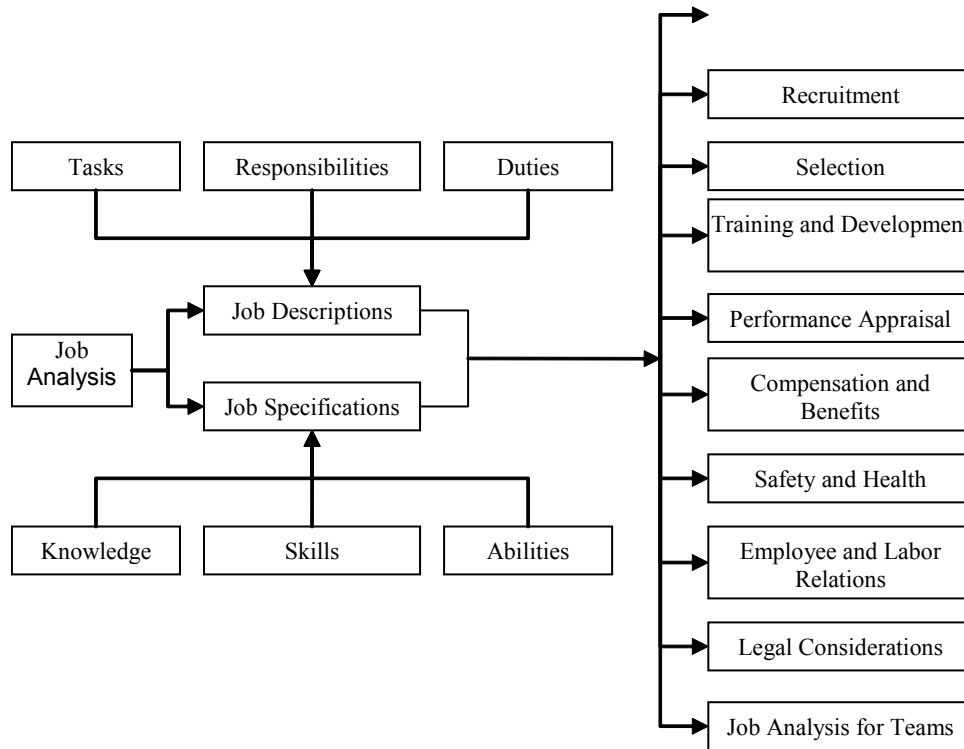 Recruitment
Tasks
Responsibilities
Duties
Selection
Training and Development
Job Descriptions
Performance Appraisal
Job
Analysis
Job Specifications
Compensation and
Benefits
Safety and Health
Knowledge
Skills
Abilities
Employee and Labor
Relations
Legal Considerations
Job Analysis for Teams